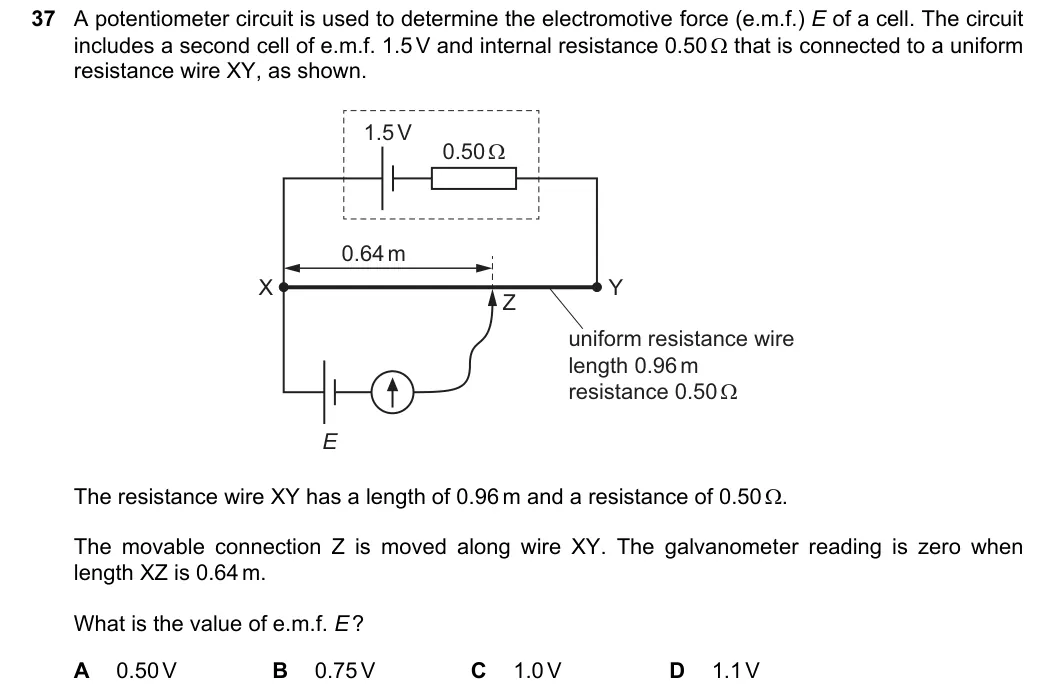 37 A potentiometer circuit is used to determine the electromotive force (e.m.f.) E of a cell. The circuit
includes a second cell of e.m.f. 1.5 V and internal resistance 0.50 Ω that is connected to a uniform
resistance wire XY, as shown.
1.5 V
0.50 Ω
0.64 m
X
Y
Z
uniform resistance wire
length 0.96 m
resistance 0.50 Ω
E
The resistance wire XY has a length of 0.96 m and a resistance of 0.50 Ω.
The movable connection Z is moved along wire XY. The galvanometer reading is zero when
length XZ is 0.64 m.
What is the value of e.m.f. E?
A 0.50 V B 0.75 V C 1.0 V D 1.1 V